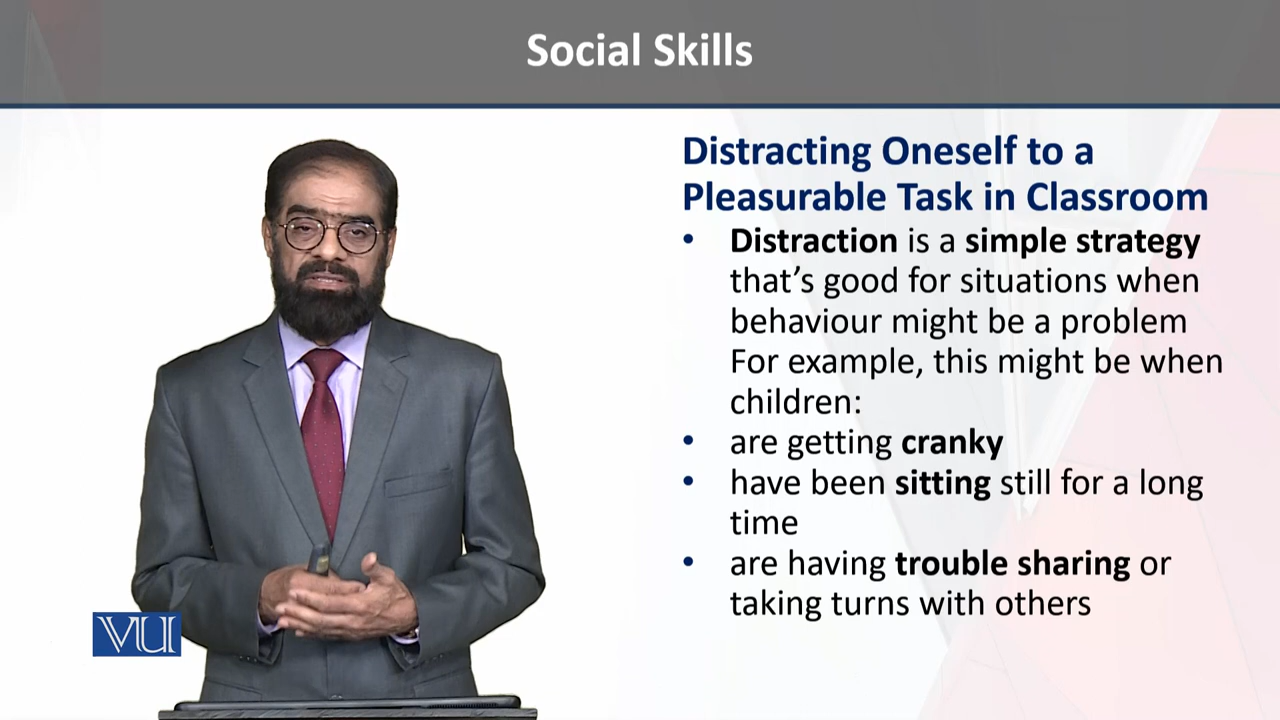 Social Skills
Distracting Oneself to a
Pleasurable Task in Classroom
• Distraction is a simple strategy
that’s good for situations when
behaviour might be a problem
For example, this might be when
children:
• are getting cranky
• have been sitting still for a long
time
• are having trouble sharing or
taking turns with others
VU